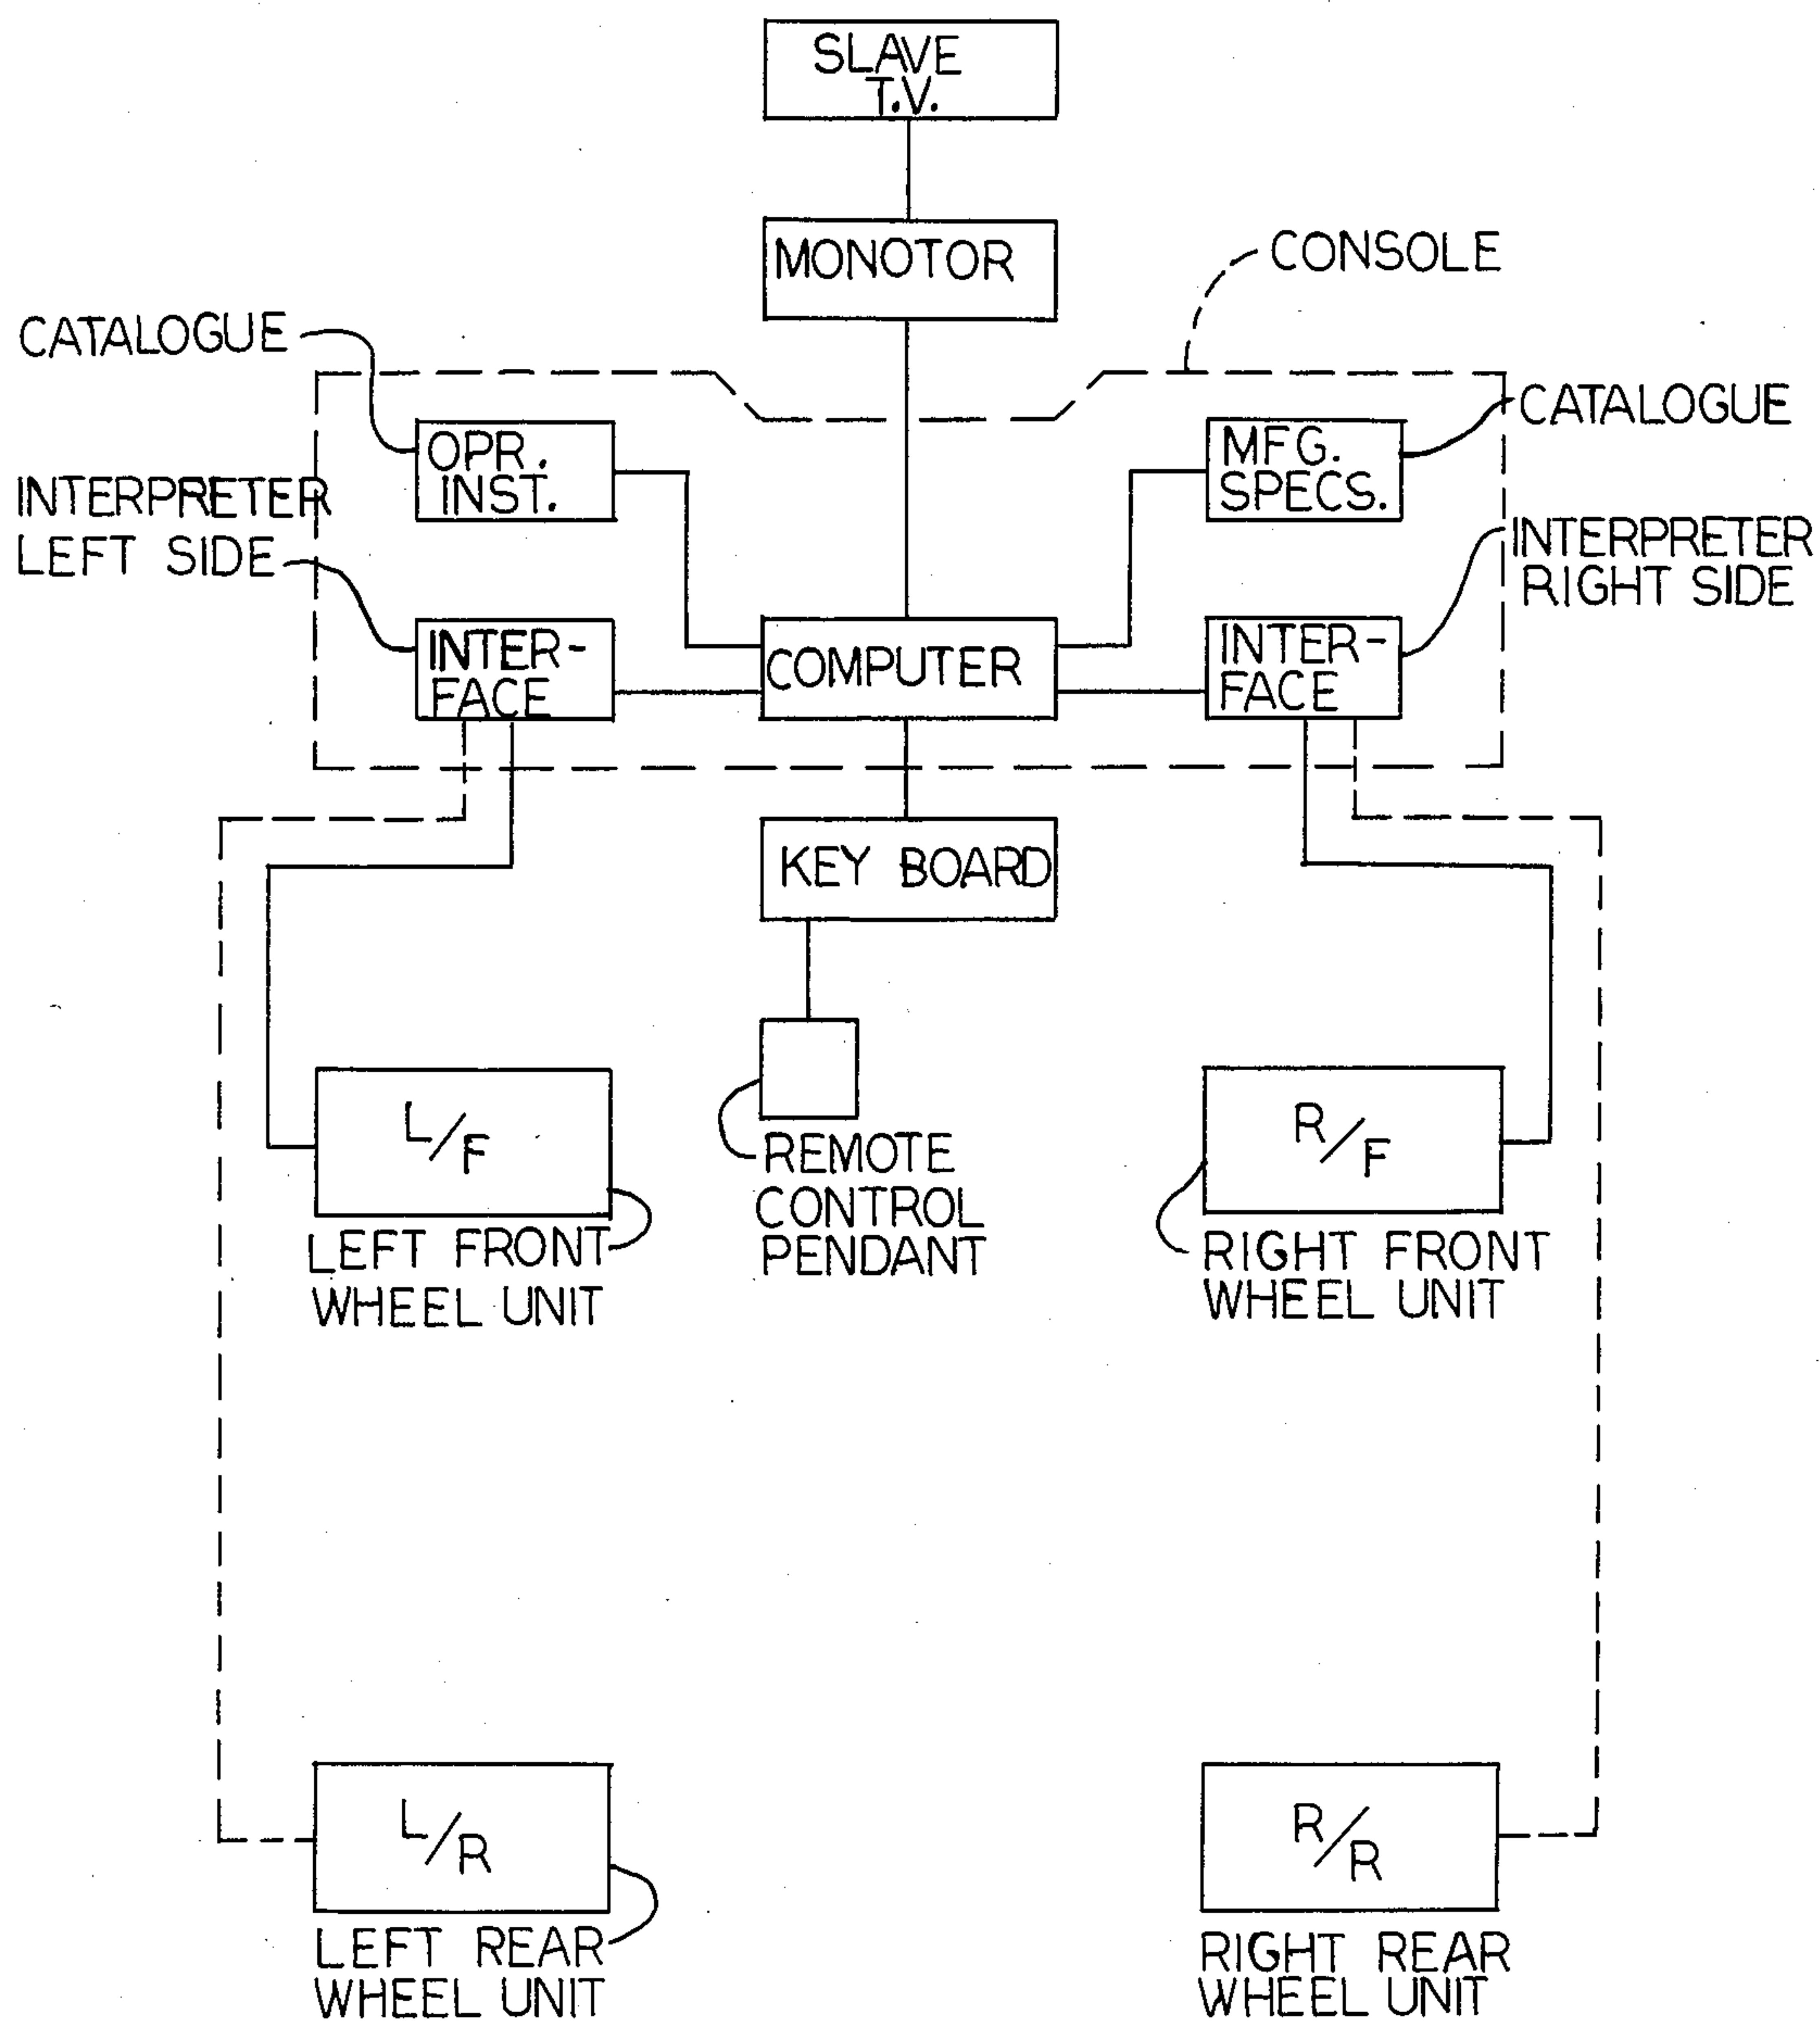 SLAVE
T.V.
MONOTOR
CONSOLE
CATALOGUE
CATALOGUE
OPR.
INST.
MFG.
SPECS.
INTERPRETER
LEFT SIDE
INTERPRETER
RIGHT SIDE
INTER-
FACE
COMPUTER
INTER-
FACE
KEY BOARD
L/F
R/F
REMOTE
CONTROL
PENDANT
LEFT FRONT
WHEEL UNIT
RIGHT FRONT
WHEEL UNIT
L/R
R/R
LEFT REAR
WHEEL UNIT
RIGHT REAR
WHEEL UNIT